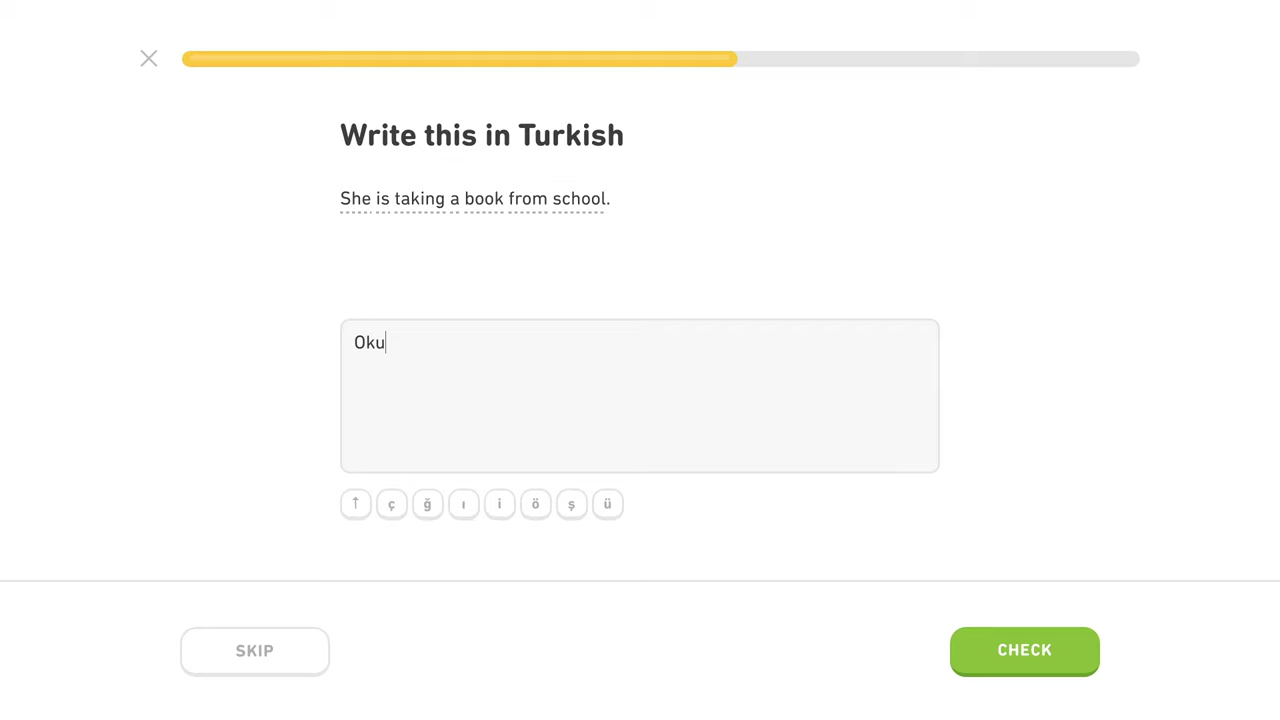 Write this in Turkish
She is taking a book from school.
Oku
↑ ç ğ ı i ö ş ü
SKIP
CHECK